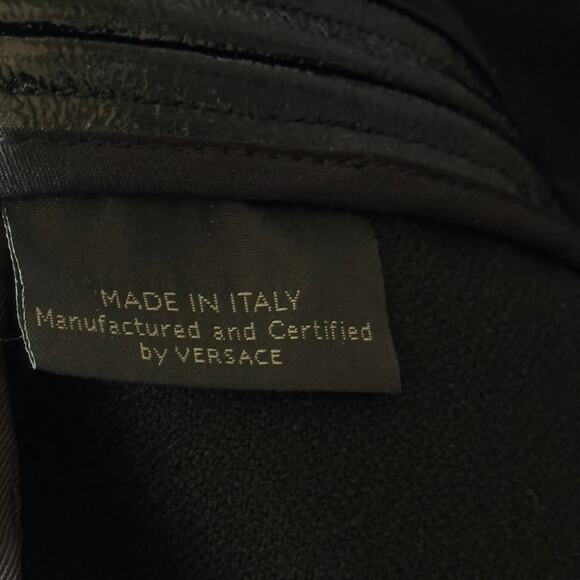 MADE IN ITALY
Manufactured and Certified
by VERSACE